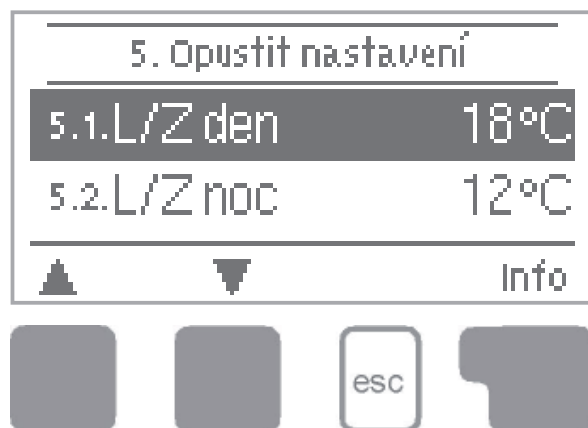 5. Opustit nastavení
5.1.L/Z den 18°C
5.2.L/Z noc 12°C
▲ ▼ Info
esc